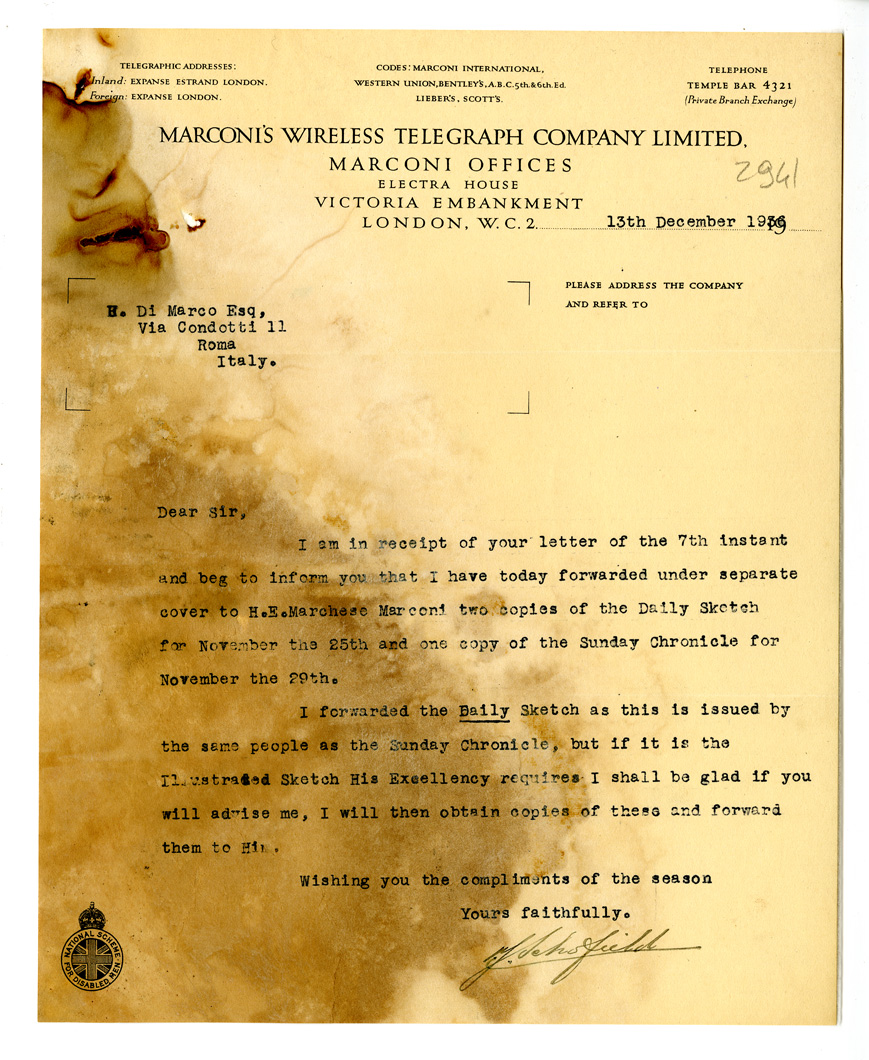 TELEGRAPHIC ADDRESSES:
Inland: EXPANSE ESTRAND LONDON.
Foreign: EXPANSE LONDON.
CODES: MARCONI INTERNATIONAL,
WESTERN UNION, BENTLEY'S, A.B.C. 5th. & 6th. Ed.
LIEBER'S, SCOTT'S.
TELEPHONE
TEMPLE BAR 4321
(Private Branch Exchange)
MARCONI'S WIRELESS TELEGRAPH COMPANY LIMITED,
MARCONI OFFICES
2941
ELECTRA HOUSE
VICTORIA EMBANKMENT
LONDON, W.C.2. 13th December 1936
PLEASE ADDRESS THE COMPANY
AND REFER TO
H. Di Marco Esq,
Via Condotti 11
Roma
Italy.
Dear Sir,
I am in receipt of your letter of the 7th instant
and beg to inform you that I have today forwarded under separate
cover to H.E.Marchese Marconi two copies of the Daily Sketch
for November the 25th and one copy of the Sunday Chronicle for
November the 29th.
I forwarded the Daily Sketch as this is issued by
the same people as the Sunday Chronicle, but if it is the
Illustraded Sketch His Excellency requires I shall be glad if you
will advise me, I will then obtain copies of these and forward
them to Him.
Wishing you the compliments of the season
Yours faithfully.
Schofield
NATIONAL SCHEME
FOR DISABLED MEN